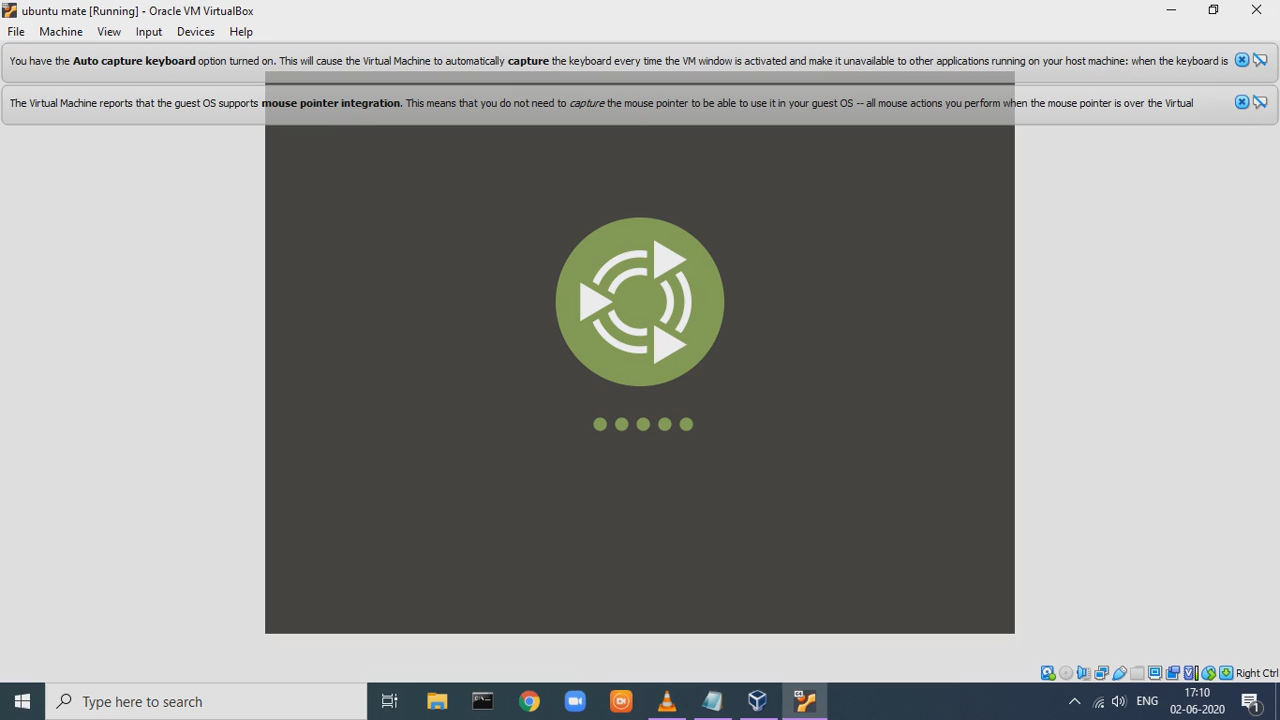 ubuntu mate [Running] - Oracle VM VirtualBox
File Machine View Input Devices Help
You have the Auto capture keyboard option turned on. This will cause the Virtual Machine to automatically capture the keyboard every time the VM window is activated and make it unavailable to other applications running on your host machine: when the keyboard is
The Virtual Machine reports that the guest OS supports mouse pointer integration. This means that you do not need to capture the mouse pointer to be able to use it in your guest OS -- all mouse actions you perform when the mouse pointer is over the Virtual
Right Ctrl
Type here to search
ENG
17:10
02-06-2020
1